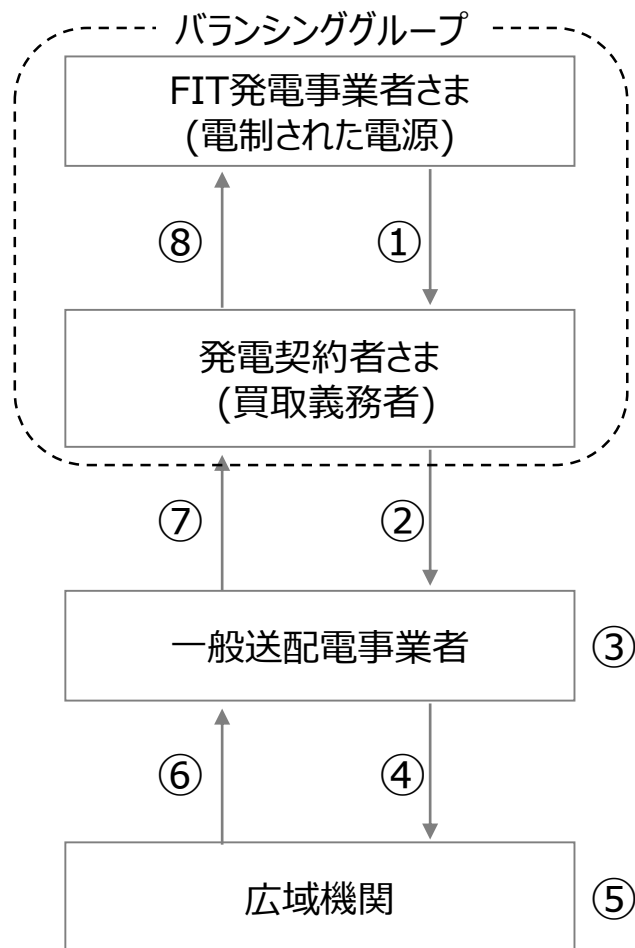 バランシンググループ
FIT発電事業者さま
(電制された電源)
⑧ ①
発電契約者さま
(買取義務者)
⑦ ②
一般送配電事業者 ③
⑥ ④
広域機関 ⑤